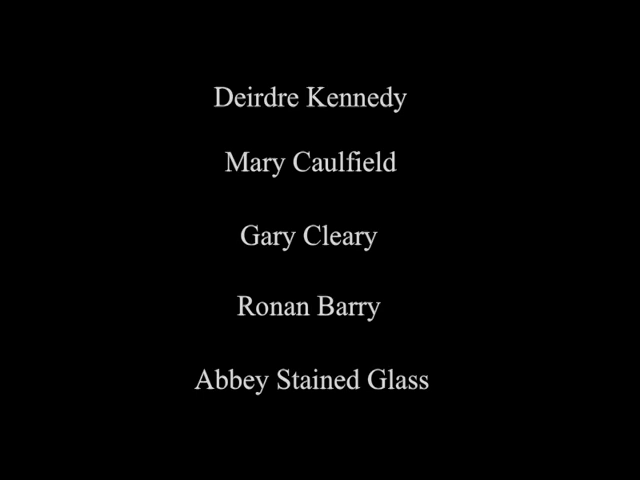 Deirdre Kennedy
Mary Caulfield
Gary Cleary
Ronan Barry
Abbey Stained Glass